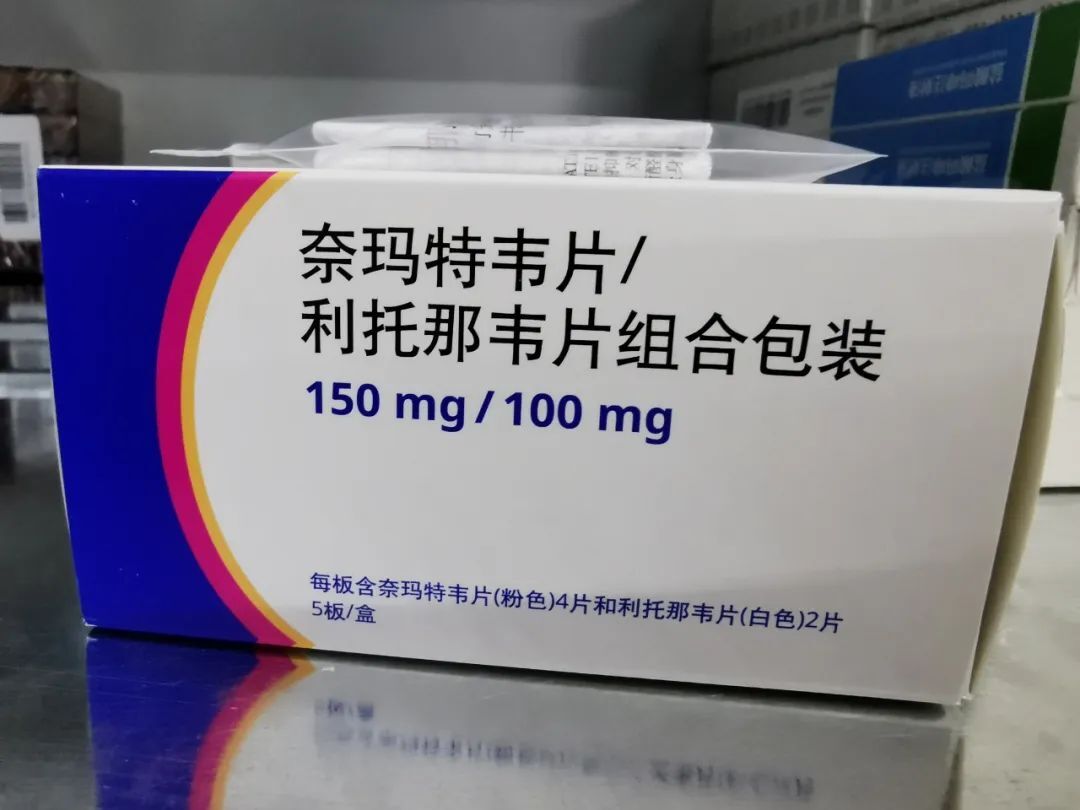 奈玛特韦片/
利托那韦片组合包装
150 mg / 100 mg
每板含奈玛特韦片(粉色)4片和利托那韦片(白色)2片
5板/盒